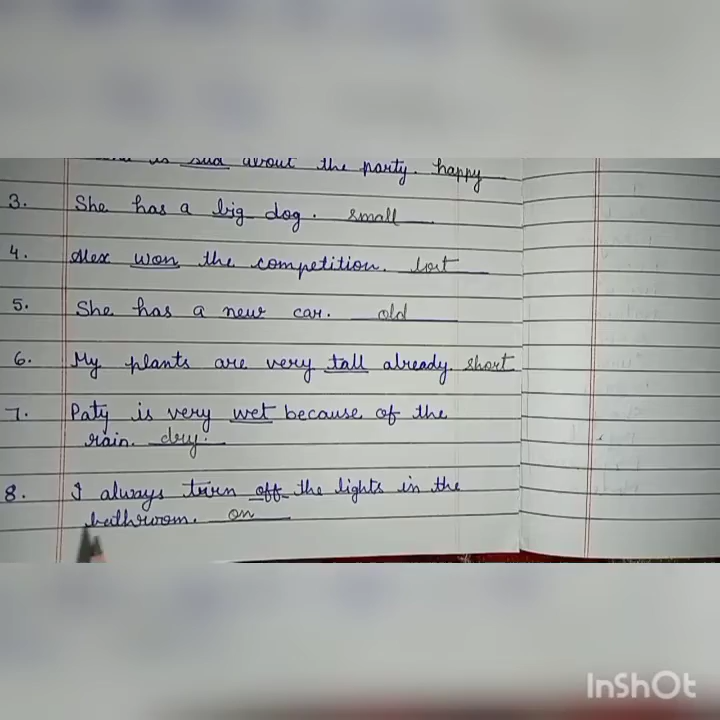 is sad about the party. happy
3. She has a big dog. small
4. Alex won the competition. lost
5. She has a new car. old
6. My plants are very tall already. short
7. Paty is very wet because of the
rain. dry.
8. I always turn off the lights in the
bathroom. on
InShOt